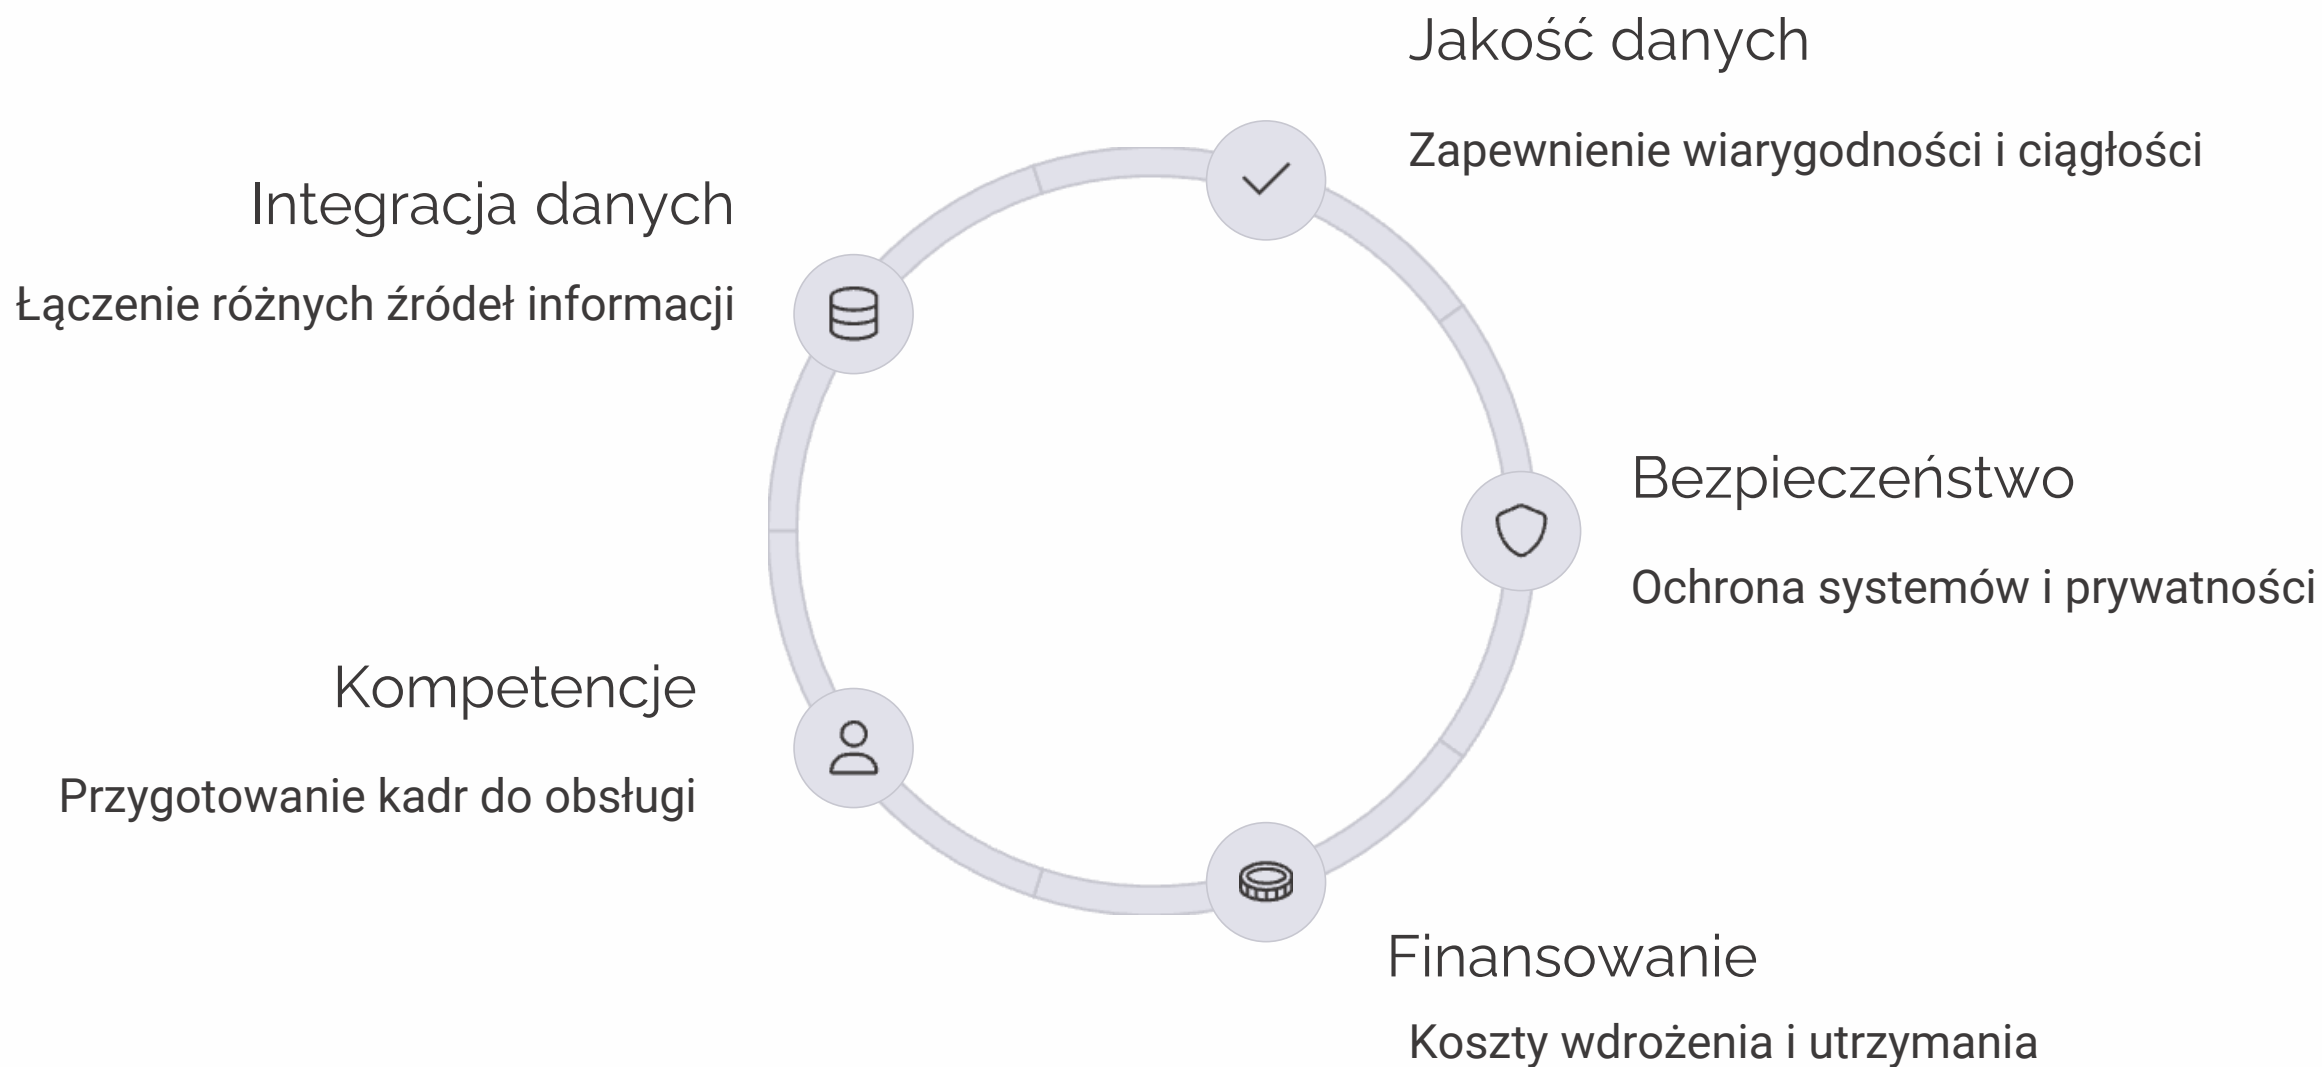 Jakość danych
Zapewnienie wiarygodności i ciągłości
Integracja danych
Łączenie różnych źródeł informacji
Bezpieczeństwo
Ochrona systemów i prywatności
Kompetencje
Przygotowanie kadr do obsługi
Finansowanie
Koszty wdrożenia i utrzymania